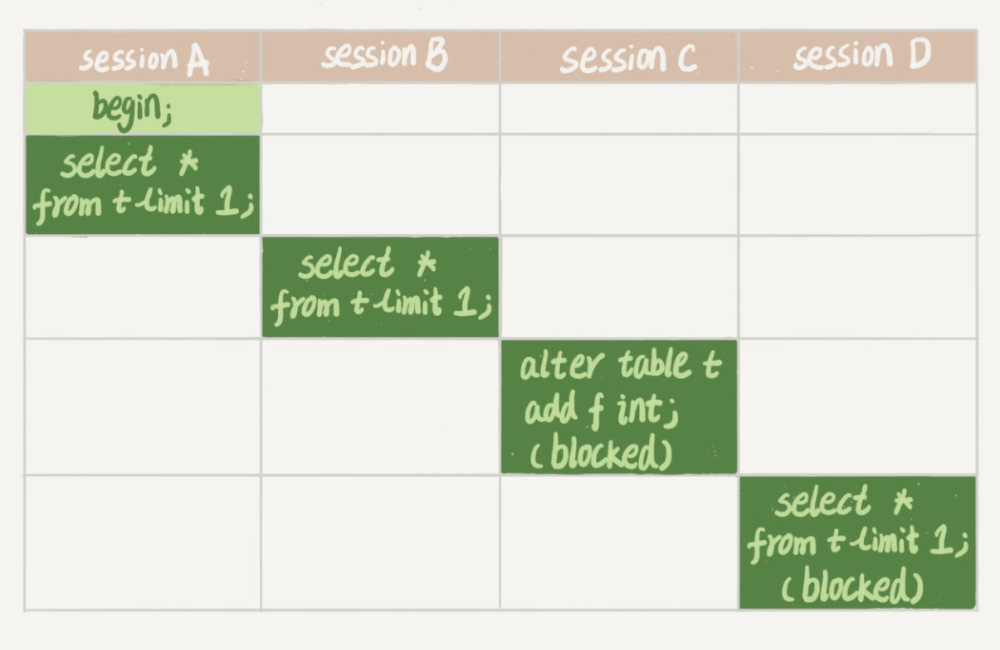 session A
session B
session C
session D
begin;
select *
from t limit 1;
select *
from t limit 1;
alter table t
add f int;
(blocked)
select *
from t limit 1;
(blocked)